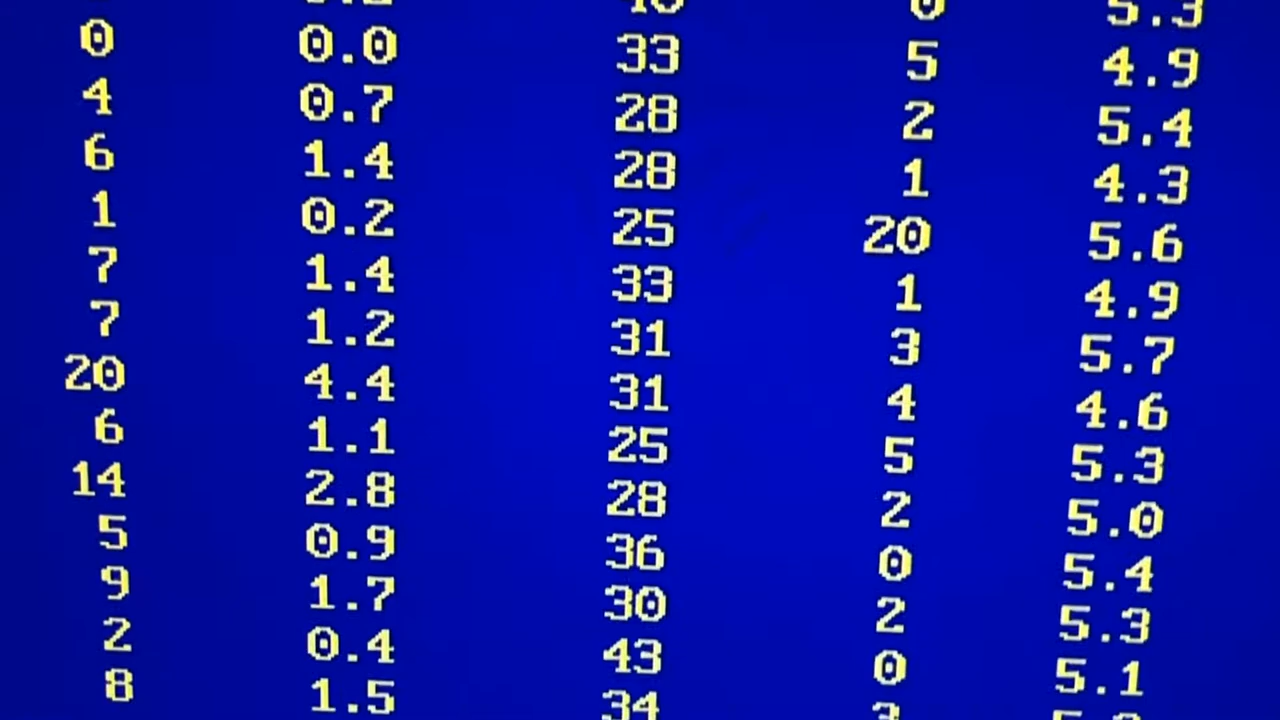 0 5.3
0 0.0 33 5 4.9
4 0.7 28 2 5.4
6 1.4 28 1 4.3
1 0.2 25 20 5.6
7 1.4 33 1 4.9
7 1.2 31 3 5.7
20 4.4 31 4 4.6
6 1.1 25 5 5.3
14 2.8 28 2 5.0
5 0.9 36 0 5.4
9 1.7 30 2 5.3
2 0.4 43 0 5.1
8 1.5 34